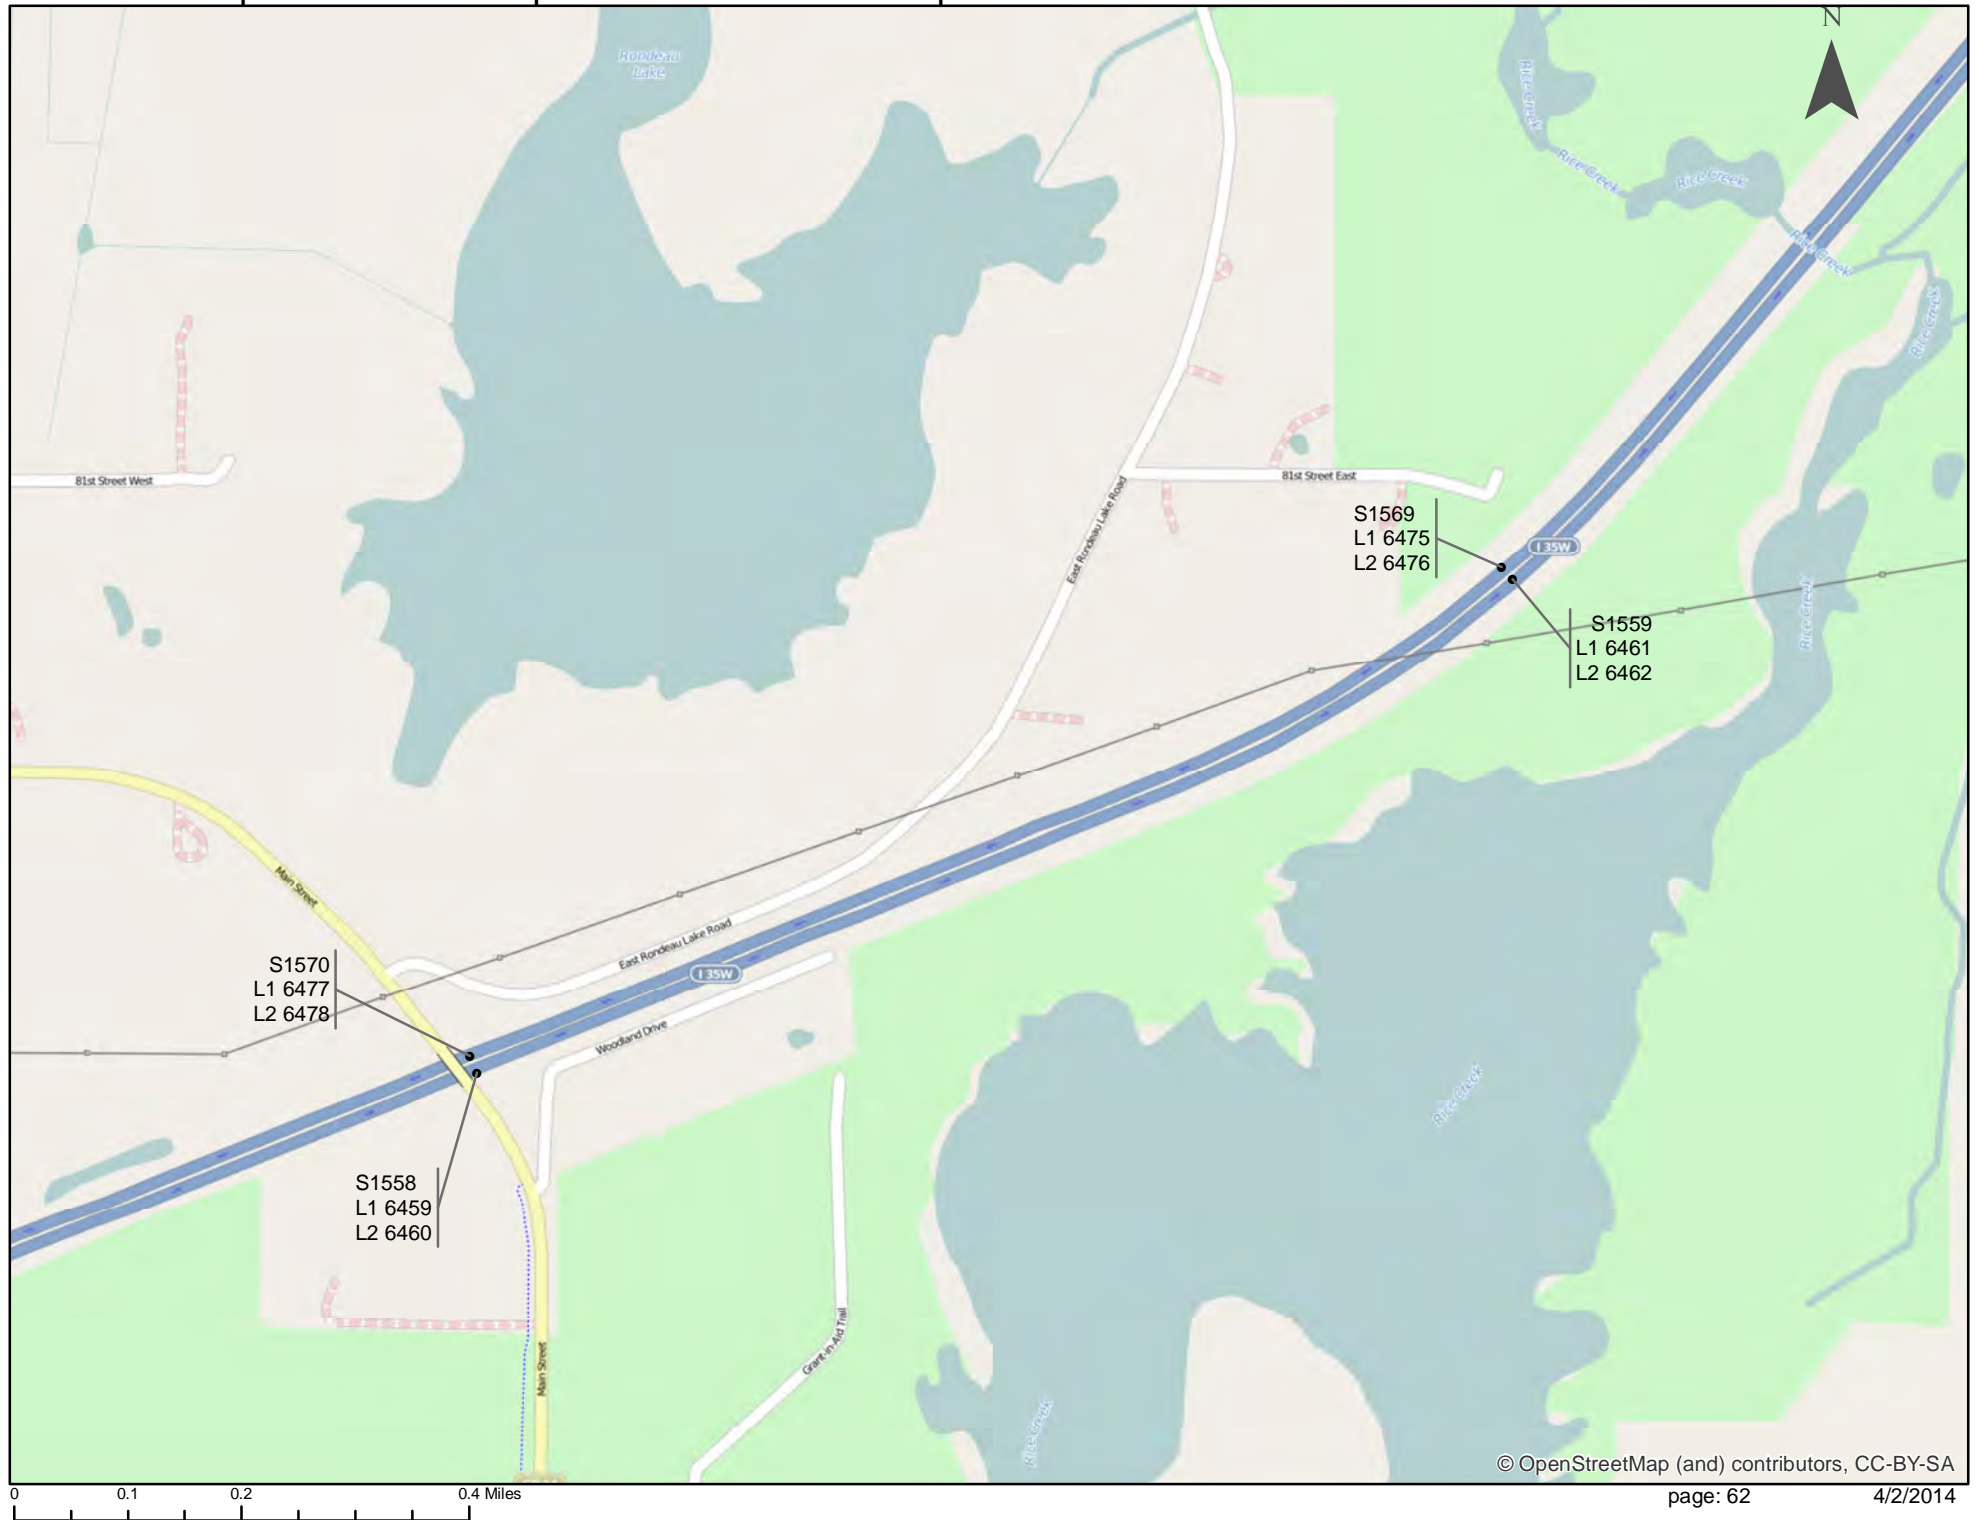 N
Rondeau
Lake
Rice Creek
Rice Creek
Rice Creek
Rice Creek
Rice Creek
81st Street West
81st Street East
East Rondeau Lake Road
S1569
L1 6475
L2 6476
I 35W
S1559
L1 6461
L2 6462
Rice Creek
Main Street
East Rondeau Lake Road
I 35W
S1570
L1 6477
L2 6478
Woodland Drive
S1558
L1 6459
L2 6460
Rice Creek
Grant-in-Aid Trail
Main Street
Rice Creek
© OpenStreetMap (and) contributors, CC-BY-SA
0 0.1 0.2 0.4 Miles
page: 62 4/2/2014